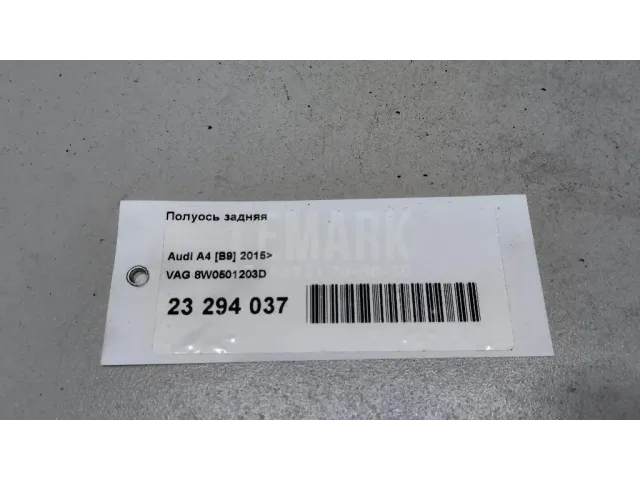 Полуось задняя
Audi A4 [B9] 2015>
VAG 8W0501203D
23 294 037